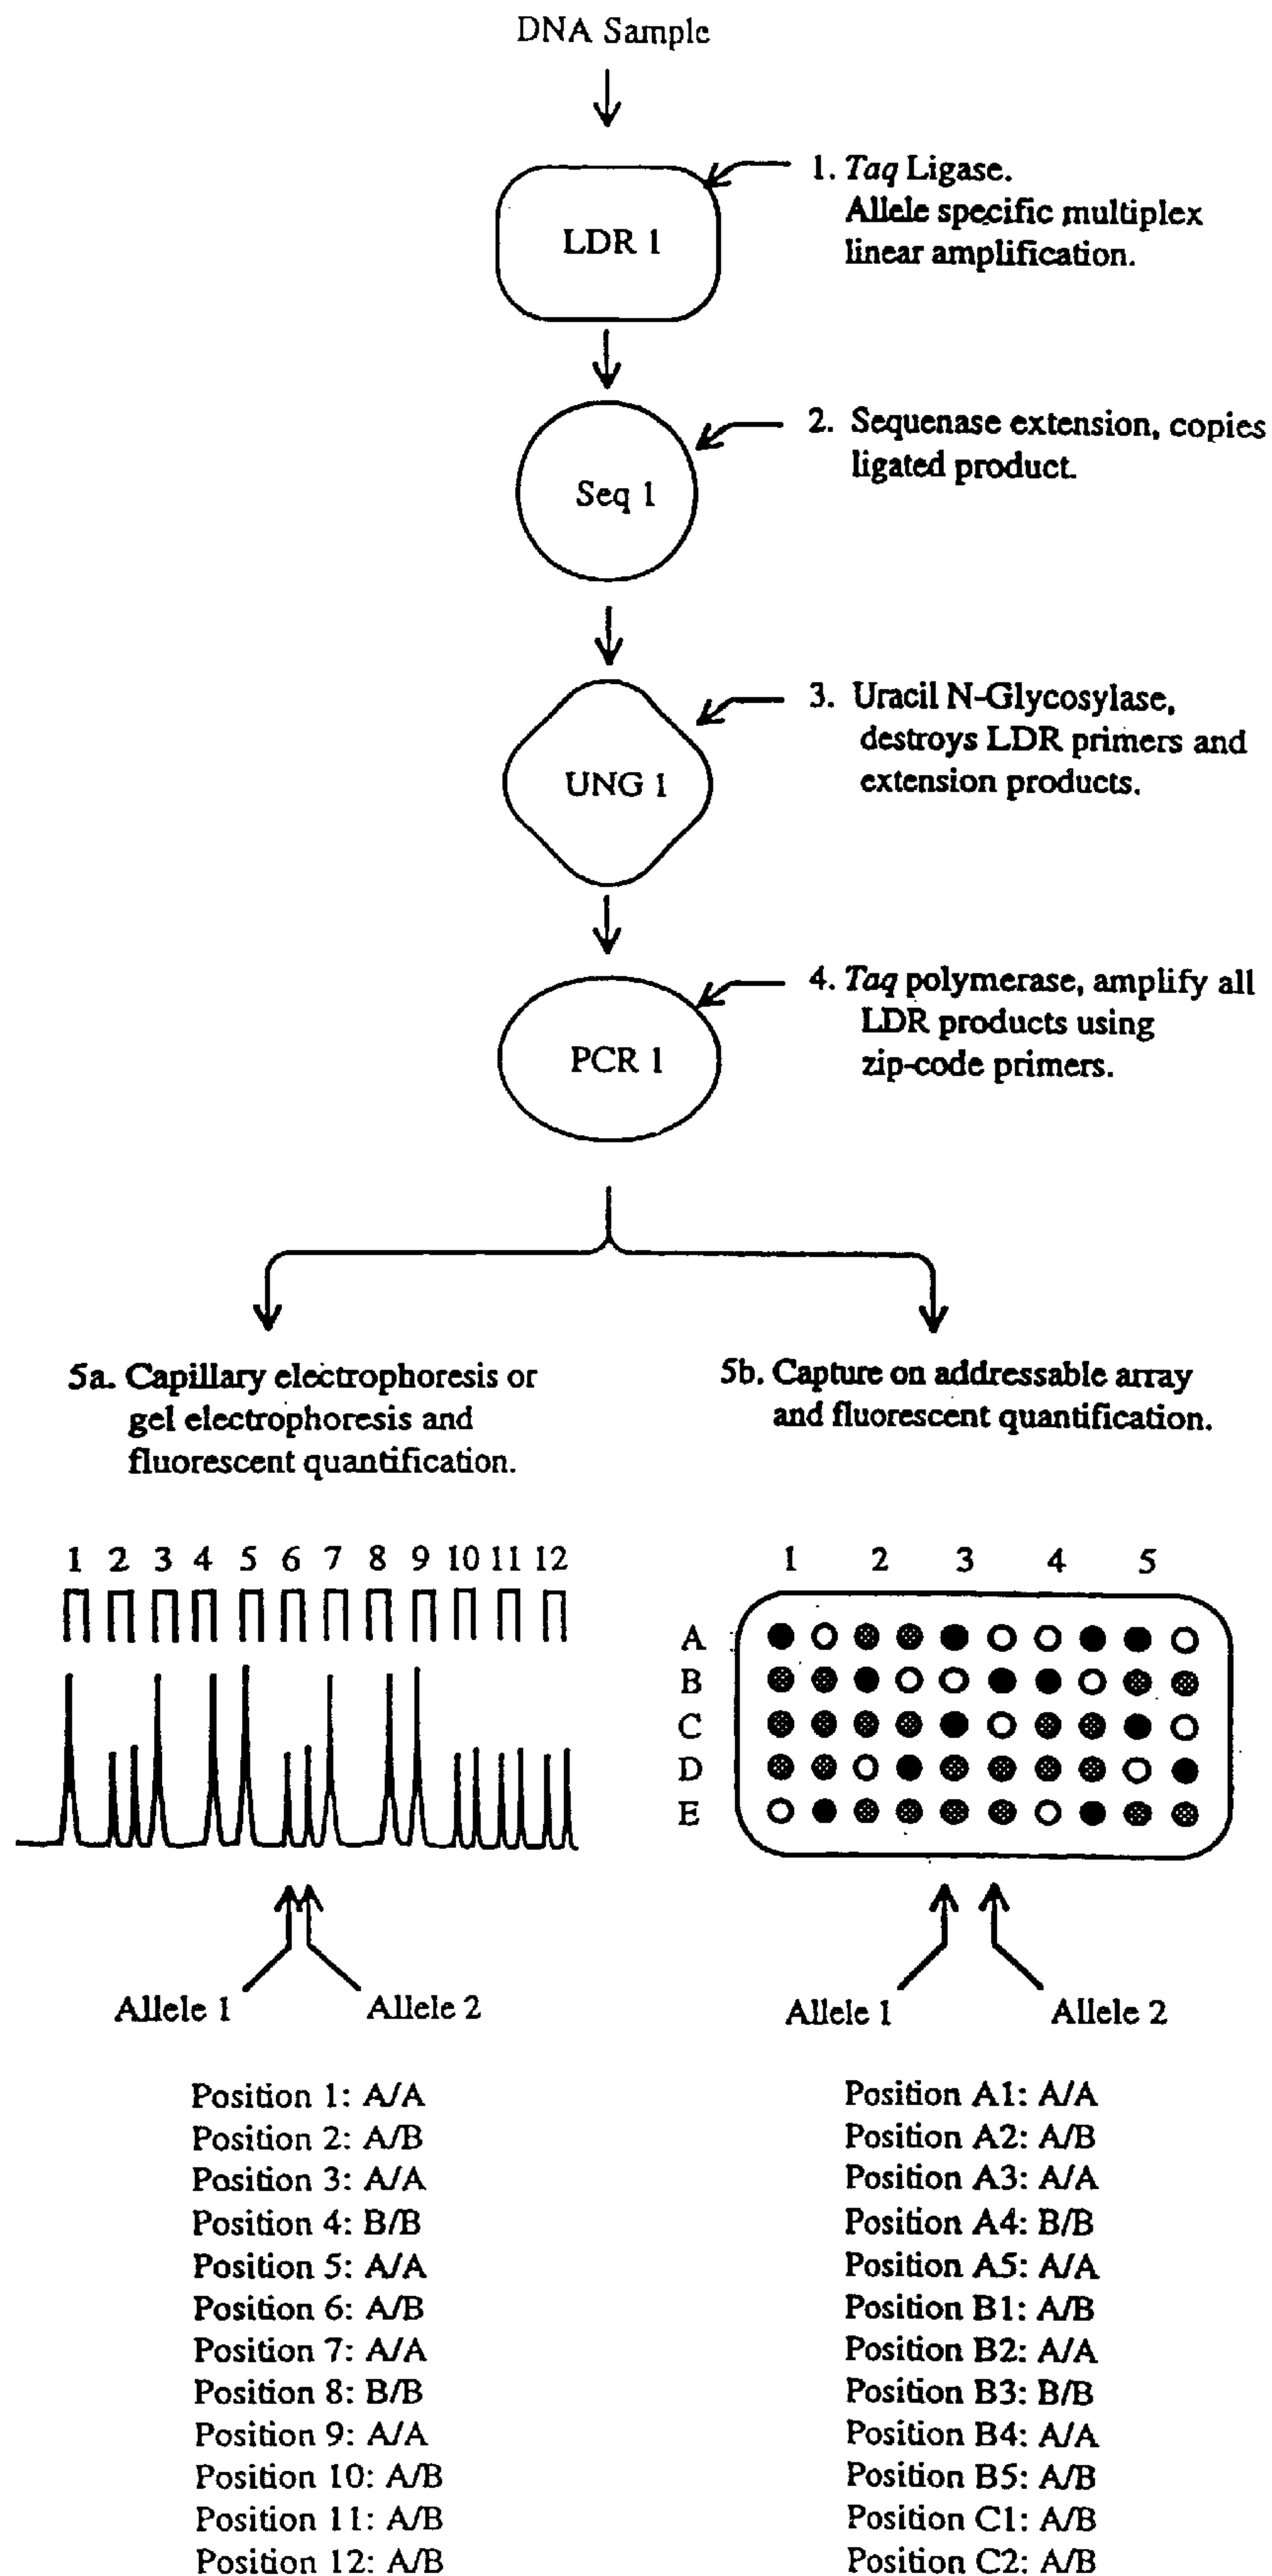 DNA Sample
LDR 1
1. Taq Ligase.
Allele specific multiplex
linear amplification.
Seq 1
2. Sequenase extension, copies
ligated product.
UNG 1
3. Uracil N-Glycosylase,
destroys LDR primers and
extension products.
PCR 1
4. Taq polymerase, amplify all
LDR products using
zip-code primers.
5a. Capillary electrophoresis or
gel electrophoresis and
fluorescent quantification.
1 2 3 4 5 6 7 8 9 10 11 12
Allele 1 Allele 2
Position 1: A/A
Position 2: A/B
Position 3: A/A
Position 4: B/B
Position 5: A/A
Position 6: A/B
Position 7: A/A
Position 8: B/B
Position 9: A/A
Position 10: A/B
Position 11: A/B
Position 12: A/B
5b. Capture on addressable array
and fluorescent quantification.
1 2 3 4 5
A
B
C
D
E
Allele 1 Allele 2
Position A1: A/A
Position A2: A/B
Position A3: A/A
Position A4: B/B
Position A5: A/A
Position B1: A/B
Position B2: A/A
Position B3: B/B
Position B4: A/A
Position B5: A/B
Position C1: A/B
Position C2: A/B